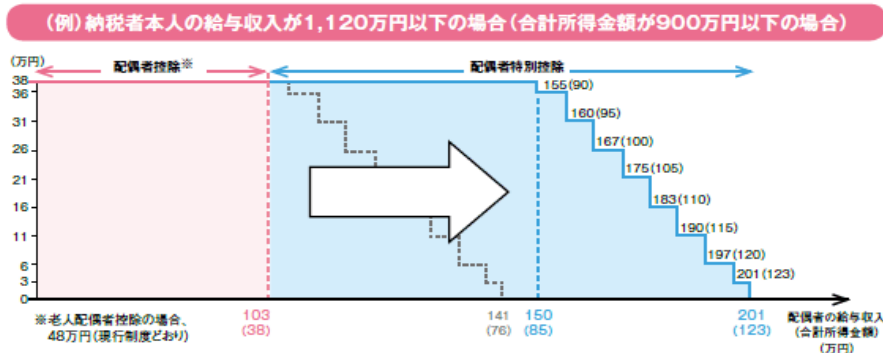 (例)納税者本人の給与収入が1,120万円以下の場合(合計所得金額が900万円以下の場合)
(万円)
配偶者控除※
配偶者特別控除
38
36
31
26
21
16
11
6
3
0
155(90)
160(95)
167(100)
175(105)
183(110)
190(115)
197(120)
201(123)
103
(38)
141
(76)
150
(85)
201
(123)
配偶者の給与収入
(合計所得金額)
(万円)
※老人配偶者控除の場合、
48万円(現行制度どおり)